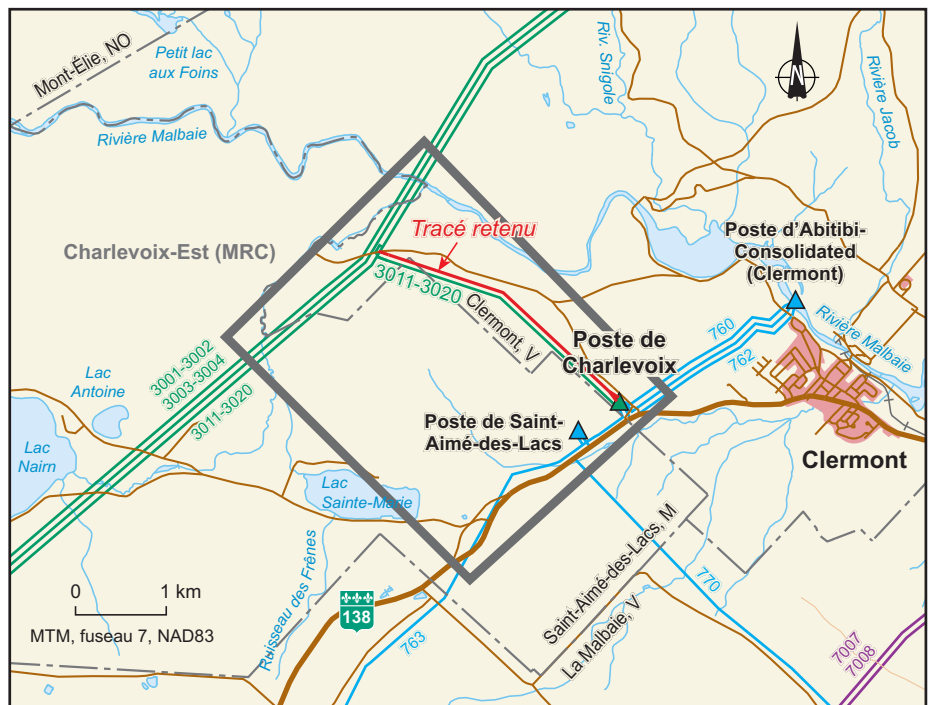 Mont-Élie, NO
Petit lac
aux Foins
Rivière Malbaie
Riv. Snigole
N
Rivière Jacob
Charlevoix-Est (MRC)
Tracé retenu
3011-3020
Clermont, V
Poste d'Abitibi-
Consolidated
(Clermont)
Rivière Malbaie
760
762
Poste de
Charlevoix
3001-3002
3003-3004
3011-3020
Lac
Antoine
Lac
Nairn
Poste de Saint-
Aimé-des-Lacs
Clermont
Lac
Sainte-Marie
Ruisseau des Frênes
Saint-Aimé-des-Lacs, M
La Malbaie, V
770
763
138
7007
7008
0 1 km
MTM, fuseau 7, NAD83